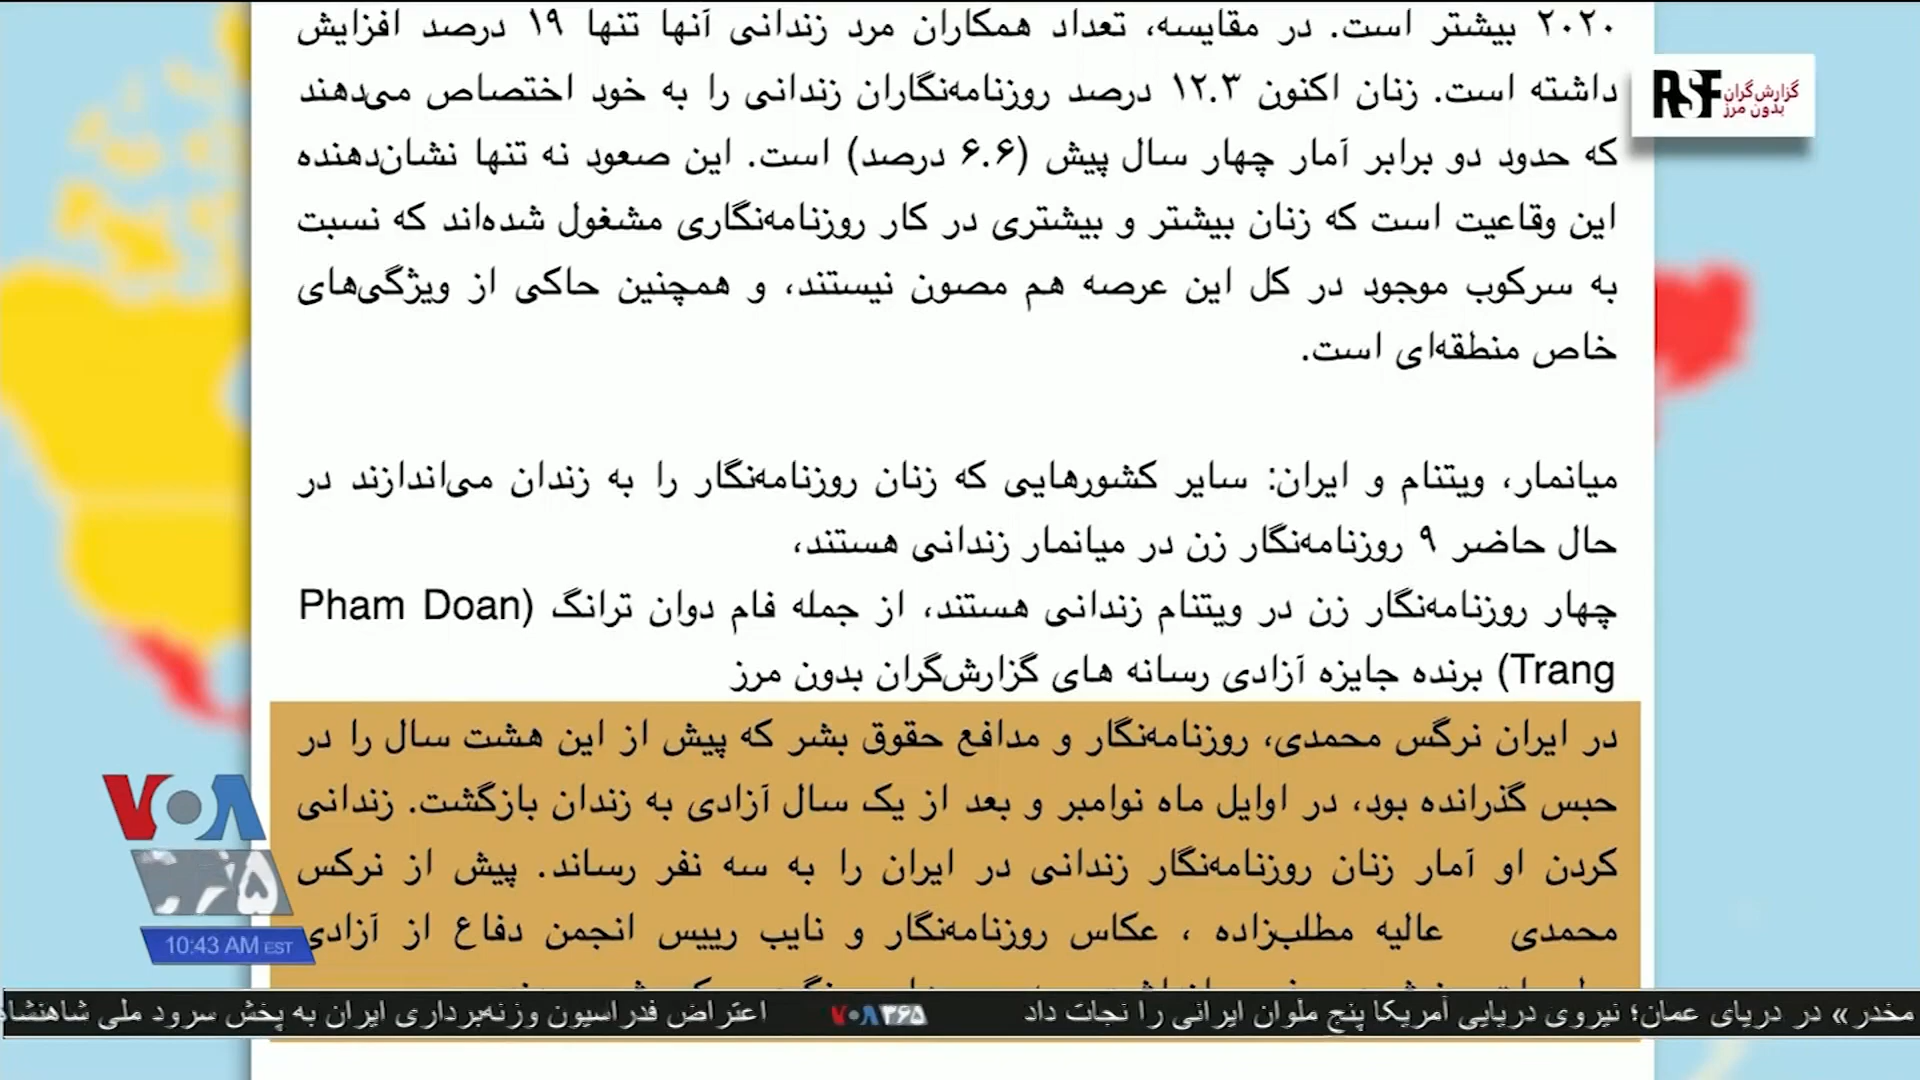 ۲۰۲۰ بیشتر است. در مقایسه، تعداد همکاران مرد زندانی آنها تنها ۱۹ درصد افزایش
داشته است. زنان اکنون ۱۲.۳ درصد روزنامه‌نگاران زندانی را به خود اختصاص می‌دهند
که حدود دو برابر آمار چهار سال پیش (۶.۶ درصد) است. این صعود نه تنها نشان‌دهنده
این وقاعیت است که زنان بیشتر و بیشتری در کار روزنامه‌نگاری مشغول شده‌اند که نسبت
به سرکوب موجود در کل این عرصه هم مصون نیستند، و همچنین حاکی از ویژگی‌های
خاص منطقه‌ای است.
RSF گزارش‌گران
بدون مرز
میانمار، ویتنام و ایران: سایر کشورهایی که زنان روزنامه‌نگار را به زندان می‌اندازند در
حال حاضر ۹ روزنامه‌نگار زن در میانمار زندانی هستند،
چهار روزنامه‌نگار زن در ویتنام زندانی هستند، از جمله فام دوان ترانگ (Pham Doan
Trang) برنده جایزه آزادی رسانه های گزارش‌گران بدون مرز
در ایران نرگس محمدی، روزنامه‌نگار و مدافع حقوق بشر که پیش از این هشت سال را در
حبس گذرانده بود، در اوایل ماه نوامبر و بعد از یک سال آزادی به زندان بازگشت. زندانی
کردن او آمار زنان روزنامه‌نگار زندانی در ایران را به سه نفر رساند. پیش از نرکس
محمدی عالیه مطلب‌زاده ، عکاس روزنامه‌نگار و نایب رییس انجمن دفاع از آزادی
VOA
10:43 AM EST
مخدر» در دریای عمان؛ نیروی دریایی آمریکا پنج ملوان ایرانی را نجات داد VOA۳۶۵ اعتراض فدراسیون وزنه‌برداری ایران به پخش سرود ملی